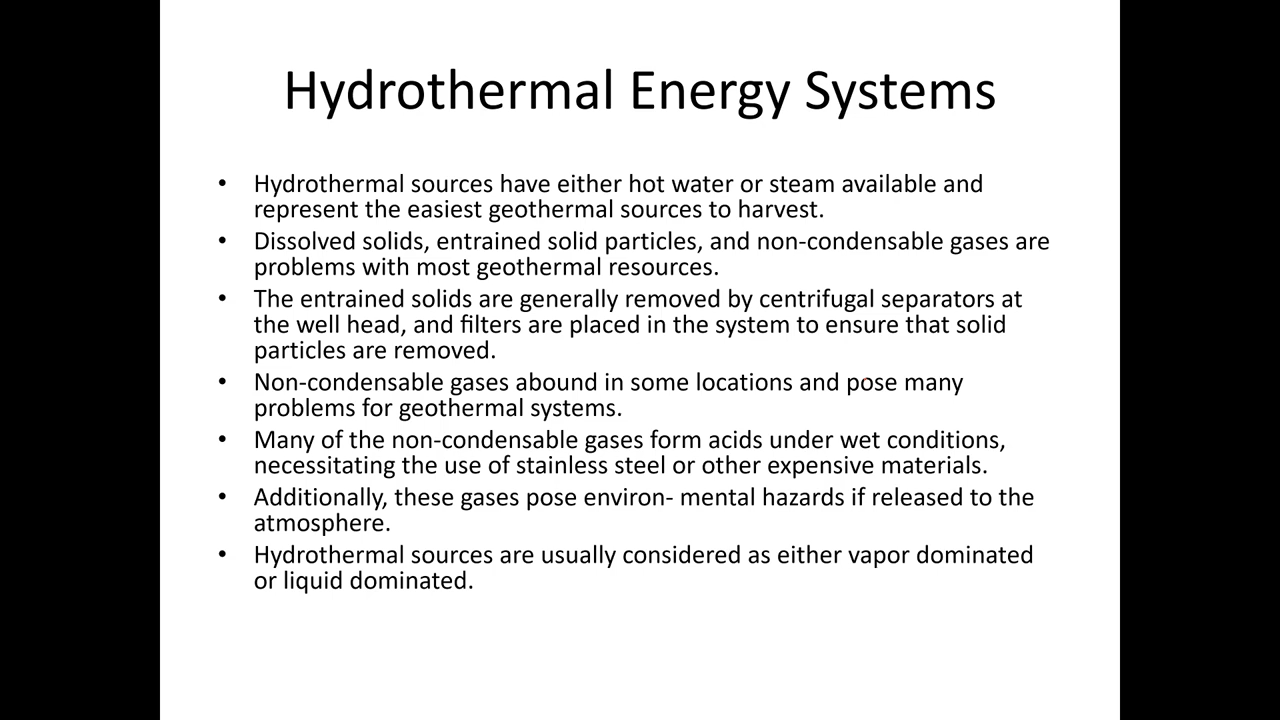 Hydrothermal Energy Systems
• Hydrothermal sources have either hot water or steam available and
represent the easiest geothermal sources to harvest.
• Dissolved solids, entrained solid particles, and non-condensable gases are
problems with most geothermal resources.
• The entrained solids are generally removed by centrifugal separators at
the well head, and filters are placed in the system to ensure that solid
particles are removed.
• Non-condensable gases abound in some locations and pose many
problems for geothermal systems.
• Many of the non-condensable gases form acids under wet conditions,
necessitating the use of stainless steel or other expensive materials.
• Additionally, these gases pose environ- mental hazards if released to the
atmosphere.
• Hydrothermal sources are usually considered as either vapor dominated
or liquid dominated.